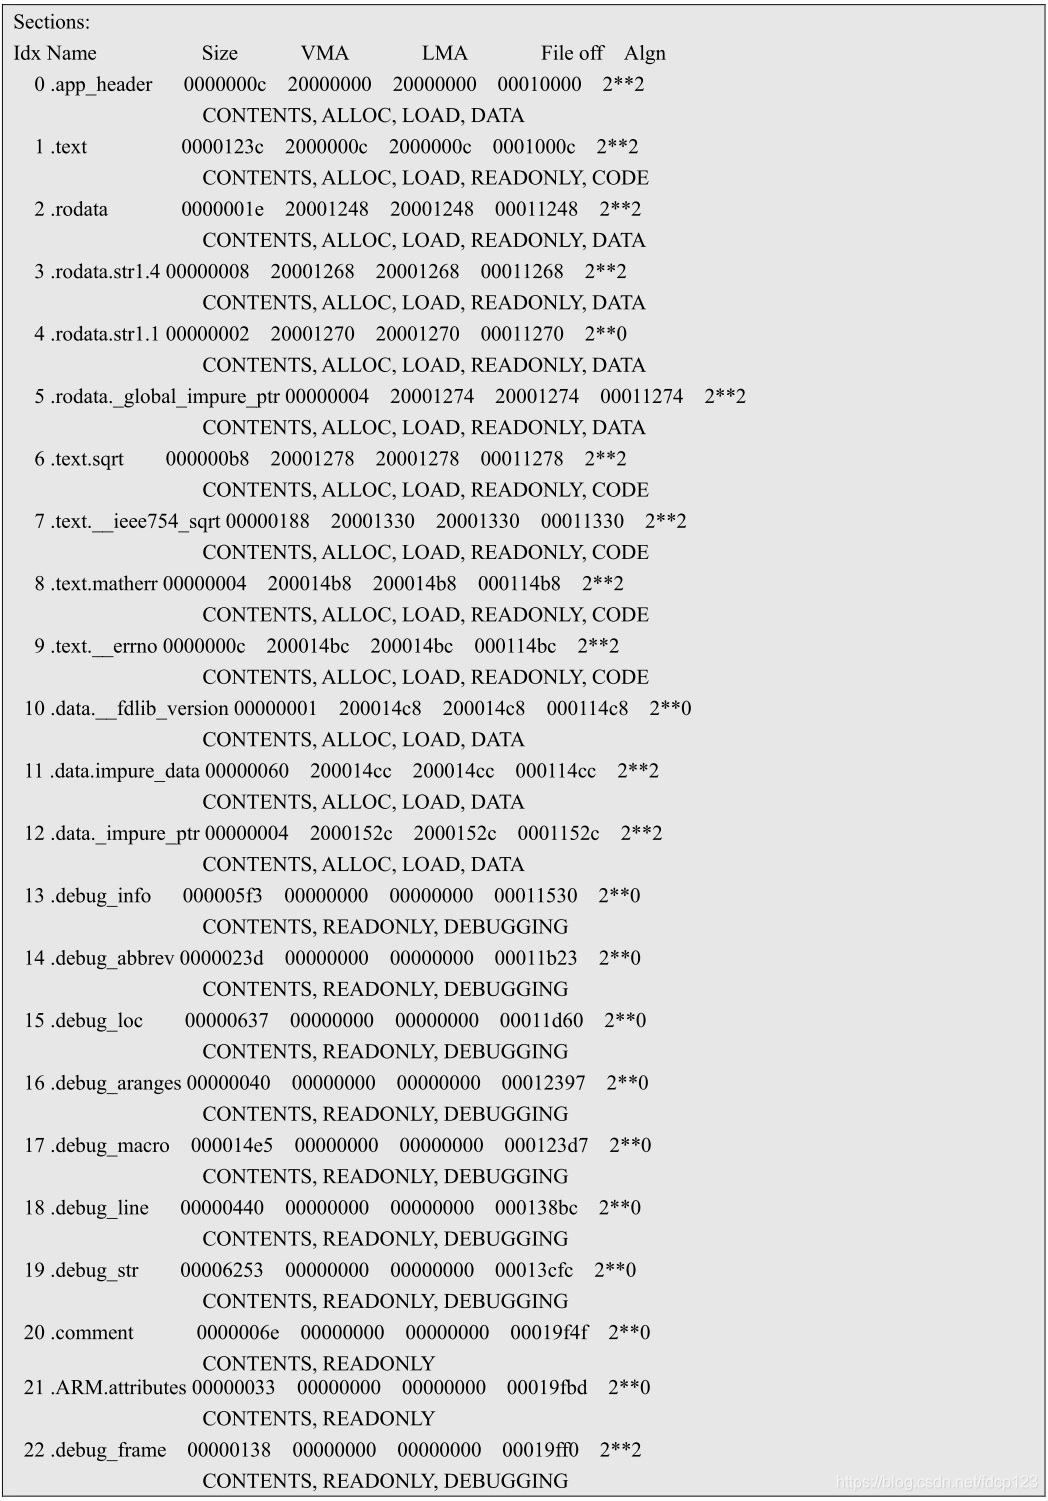 Sections:
Idx Name Size VMA LMA File off Algn
0 .app_header 0000000c 20000000 20000000 00010000 2**2
CONTENTS, ALLOC, LOAD, DATA
1 .text 0000123c 2000000c 2000000c 0001000c 2**2
CONTENTS, ALLOC, LOAD, READONLY, CODE
2 .rodata 0000001e 20001248 20001248 00011248 2**2
CONTENTS, ALLOC, LOAD, READONLY, DATA
3 .rodata.str1.4 00000008 20001268 20001268 00011268 2**2
CONTENTS, ALLOC, LOAD, READONLY, DATA
4 .rodata.str1.1 00000002 20001270 20001270 00011270 2**0
CONTENTS, ALLOC, LOAD, READONLY, DATA
5 .rodata._global_impure_ptr 00000004 20001274 20001274 00011274 2**2
CONTENTS, ALLOC, LOAD, READONLY, DATA
6 .text.sqrt 000000b8 20001278 20001278 00011278 2**2
CONTENTS, ALLOC, LOAD, READONLY, CODE
7 .text.__ieee754_sqrt 00000188 20001330 20001330 00011330 2**2
CONTENTS, ALLOC, LOAD, READONLY, CODE
8 .text.matherr 00000004 200014b8 200014b8 000114b8 2**2
CONTENTS, ALLOC, LOAD, READONLY, CODE
9 .text.__errno 0000000c 200014bc 200014bc 000114bc 2**2
CONTENTS, ALLOC, LOAD, READONLY, CODE
10 .data.__fdlib_version 00000001 200014c8 200014c8 000114c8 2**0
CONTENTS, ALLOC, LOAD, DATA
11 .data.impure_data 00000060 200014cc 200014cc 000114cc 2**2
CONTENTS, ALLOC, LOAD, DATA
12 .data._impure_ptr 00000004 2000152c 2000152c 0001152c 2**2
CONTENTS, ALLOC, LOAD, DATA
13 .debug_info 000005f3 00000000 00000000 00011530 2**0
CONTENTS, READONLY, DEBUGGING
14 .debug_abbrev 0000023d 00000000 00000000 00011b23 2**0
CONTENTS, READONLY, DEBUGGING
15 .debug_loc 00000637 00000000 00000000 00011d60 2**0
CONTENTS, READONLY, DEBUGGING
16 .debug_aranges 00000040 00000000 00000000 00012397 2**0
CONTENTS, READONLY, DEBUGGING
17 .debug_macro 000014e5 00000000 00000000 000123d7 2**0
CONTENTS, READONLY, DEBUGGING
18 .debug_line 00000440 00000000 00000000 000138bc 2**0
CONTENTS, READONLY, DEBUGGING
19 .debug_str 00006253 00000000 00000000 00013cfc 2**0
CONTENTS, READONLY, DEBUGGING
20 .comment 0000006e 00000000 00000000 00019f4f 2**0
CONTENTS, READONLY
21 .ARM.attributes 00000033 00000000 00000000 00019fbd 2**0
CONTENTS, READONLY
22 .debug_frame 00000138 00000000 00000000 00019ff0 2**2
CONTENTS, READONLY, DEBUGGING
https://blog.csdn.net/fdcp123